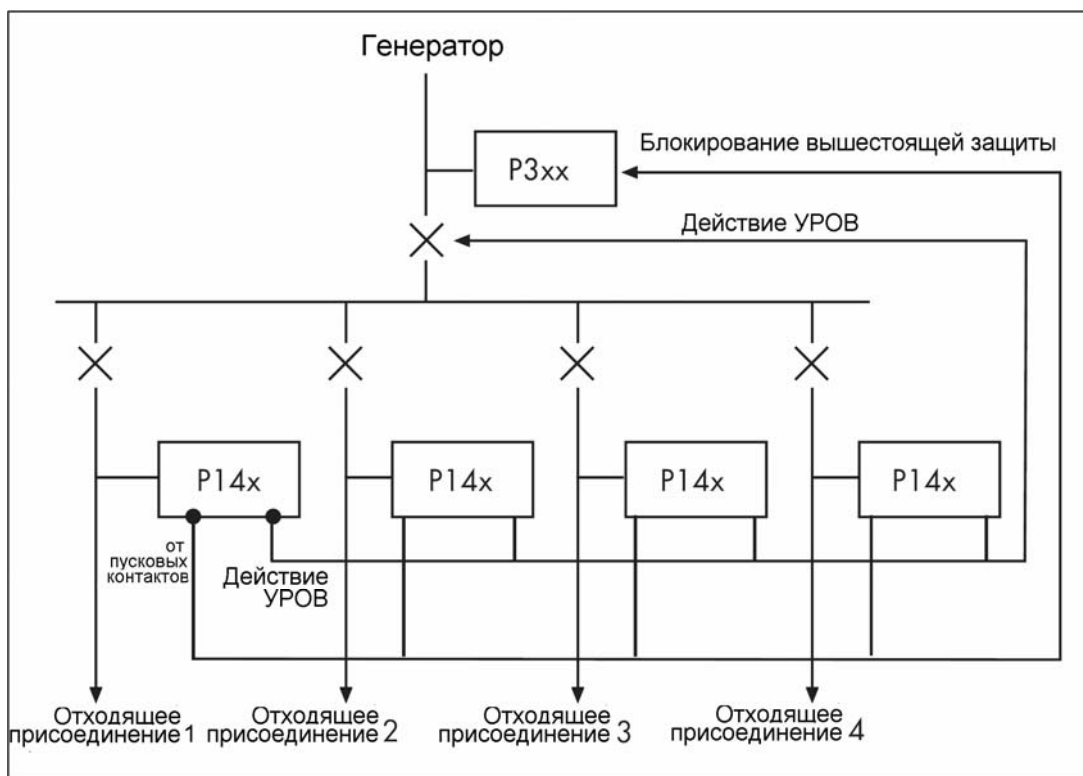 Генератор
Блокирование вышестоящей защиты
P3xx
Действие УРОВ
P14x
P14x
P14x
P14x
от
пусковых
контактов
Действие
УРОВ
Отходящее
присоединение 1
Отходящее
присоединение 2
Отходящее
присоединение 3
Отходящее
присоединение 4